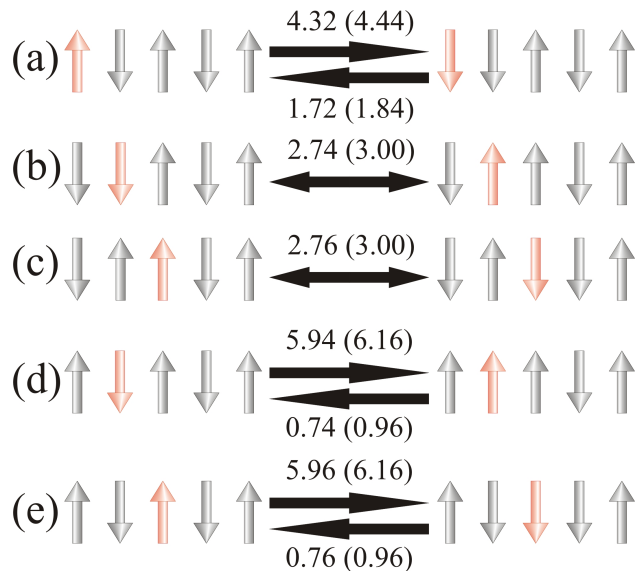 4.32 (4.44)
(a)
1.72 (1.84)
(b) 2.74 (3.00)
(c) 2.76 (3.00)
5.94 (6.16)
(d)
0.74 (0.96)
5.96 (6.16)
(e)
0.76 (0.96)